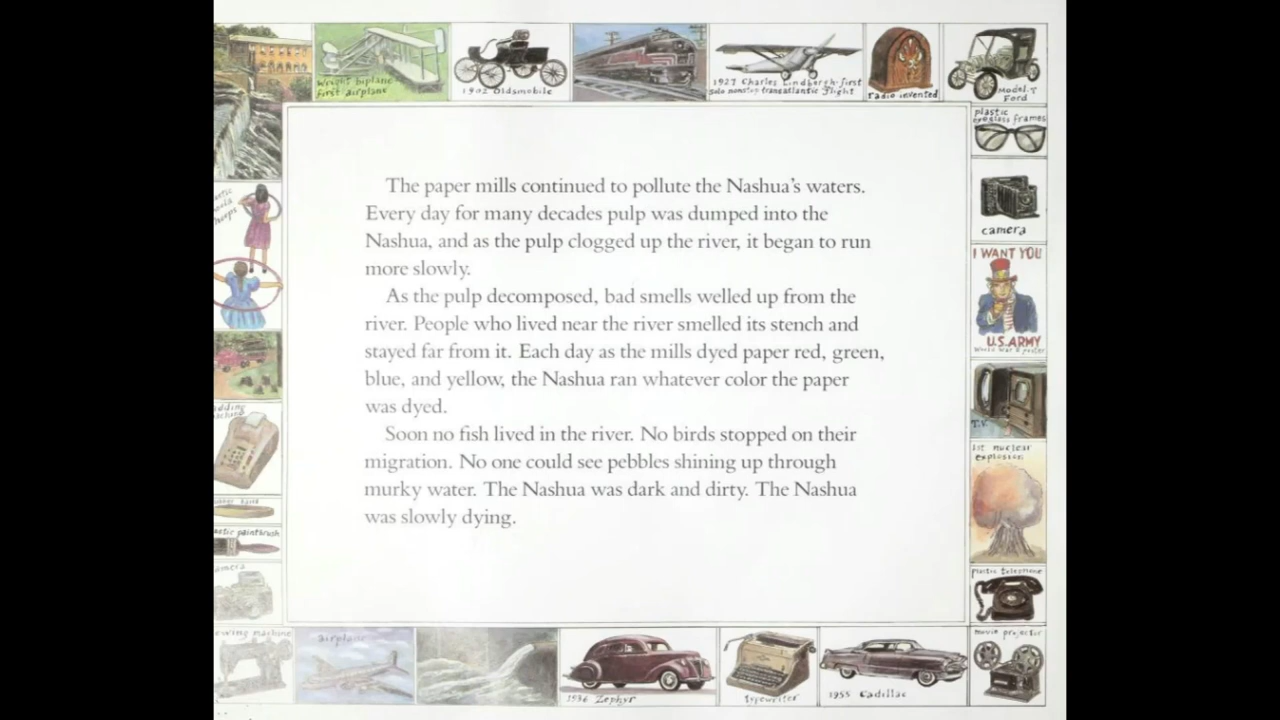 Wright biplane
First airplane
1902 Oldsmobile
1927 Charles Lindbergh-first
solo nonstop transatlantic flight
radio invented
Model-T
Ford
plastic
eyeglass frames
camera
I WANT YOU
U.S. ARMY
T.V.
1st nuclear
explosion
plastic telephone
movie projector
The paper mills continued to pollute the Nashua's waters.
Every day for many decades pulp was dumped into the
Nashua, and as the pulp clogged up the river, it began to run
more slowly.
As the pulp decomposed, bad smells welled up from the
river. People who lived near the river smelled its stench and
stayed far from it. Each day as the mills dyed paper red, green,
blue, and yellow, the Nashua ran whatever color the paper
was dyed.
Soon no fish lived in the river. No birds stopped on their
migration. No one could see pebbles shining up through
murky water. The Nashua was dark and dirty. The Nashua
was slowly dying.
hoops
adding
machine
paintbrush
machine
airplane
1936 Zephyr
typewriter
1955 Cadillac